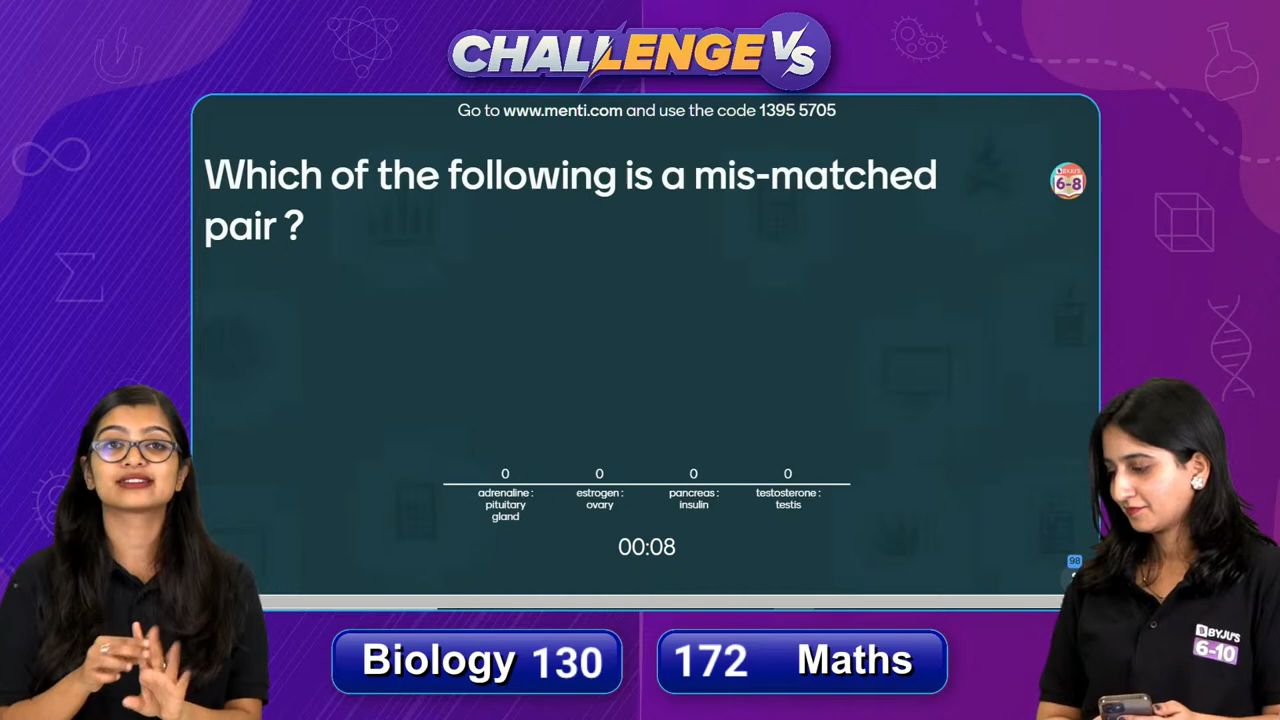 CHALLENGE VS
Go to www.menti.com and use the code 1395 5705
Which of the following is a mis-matched
pair ?
BYJU'S
6-8
0 0 0 0
adrenaline : estrogen : pancreas : testosterone :
pituitary ovary insulin testis
gland
00:08
98
BYJU'S
6-10
Biology 130 172 Maths